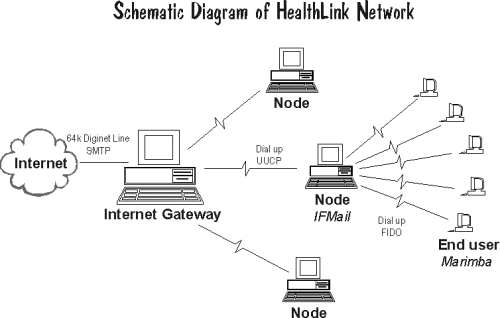 Schematic Diagram of HealthLink Network
Node
64k Diginet Line
SMTP
Internet
Dial up
UUCP
Internet Gateway
Node
IFMail
Dial up
FIDO
End user
Marimba
Node